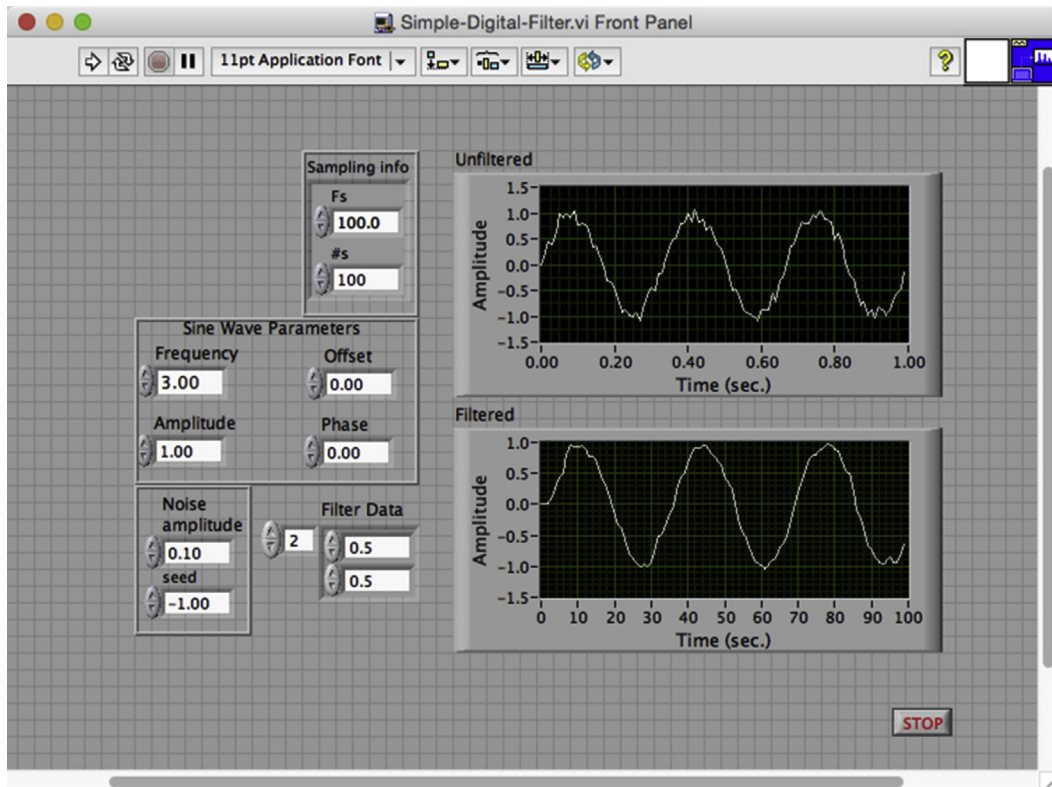 Simple-Digital-Filter.vi Front Panel
11pt Application Font
?
Sampling info
Fs
100.0
#s
100
Sine Wave Parameters
Frequency
Offset
3.00
0.00
Amplitude
Phase
1.00
0.00
Noise
amplitude
0.10
seed
-1.00
Filter Data
2
0.5
0.5
Unfiltered
Amplitude
1.5
1.0
0.5
0.0
-0.5
-1.0
-1.5
0.00 0.20 0.40 0.60 0.80 1.00
Time (sec.)
Filtered
Amplitude
1.0
0.5
0.0
-0.5
-1.0
-1.5
0 10 20 30 40 50 60 70 80 90 100
Time (sec.)
STOP